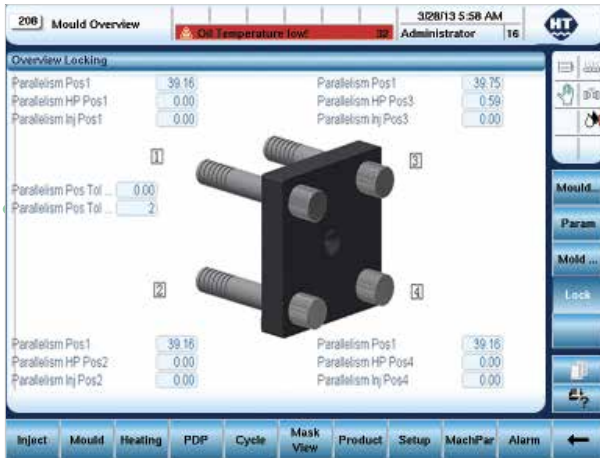 208 Mould Overview
Oil Temperature low! 32
3/28/13 5:58 AM
Administrator 16
HT
Overview Locking
Parallelism Pos1 39.16
Parallelism HP Pos1 0.00
Parallelism Inj Pos1 0.00
Parallelism Pos1 39.75
Parallelism HP Pos3 0.59
Parallelism Inj Pos3 0.00
1
3
Parallelism Pos Tol ... 0.00
Parallelism Pos Tol ... 2
2
4
Parallelism Pos1 39.16
Parallelism HP Pos2 0.00
Parallelism Inj Pos2 0.00
Parallelism Pos1 39.16
Parallelism HP Pos4 0.00
Parallelism Inj Pos4 0.00
Mould...
Param
Mold ...
Lock
Inject Mould Heating PDP Cycle Mask View Product Setup MachPar Alarm